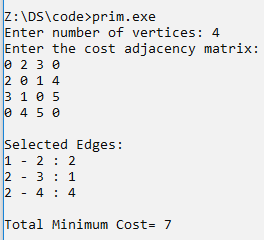 Z:\DS\code>prim.exe
Enter number of vertices: 4
Enter the cost adjacency matrix:
0 2 3 0
2 0 1 4
3 1 0 5
0 4 5 0
Selected Edges:
1 - 2 : 2
2 - 3 : 1
2 - 4 : 4
Total Minimum Cost= 7